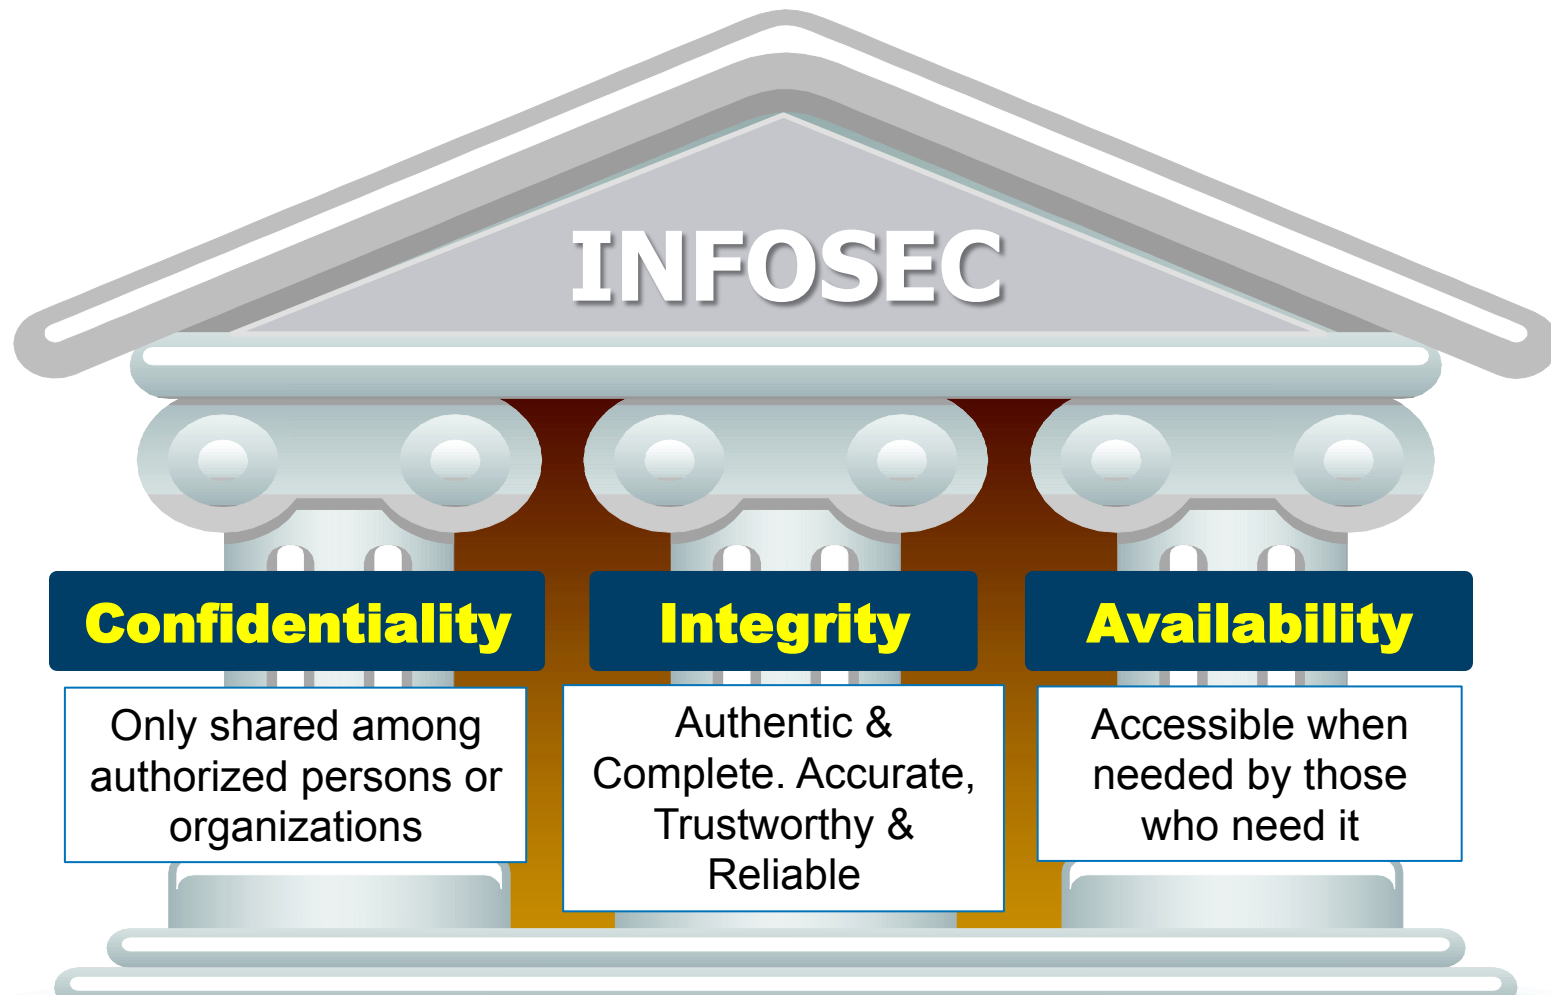 INFOSEC
Confidentiality
Only shared among
authorized persons or
organizations
Integrity
Authentic &
Complete. Accurate,
Trustworthy &
Reliable
Availability
Accessible when
needed by those
who need it